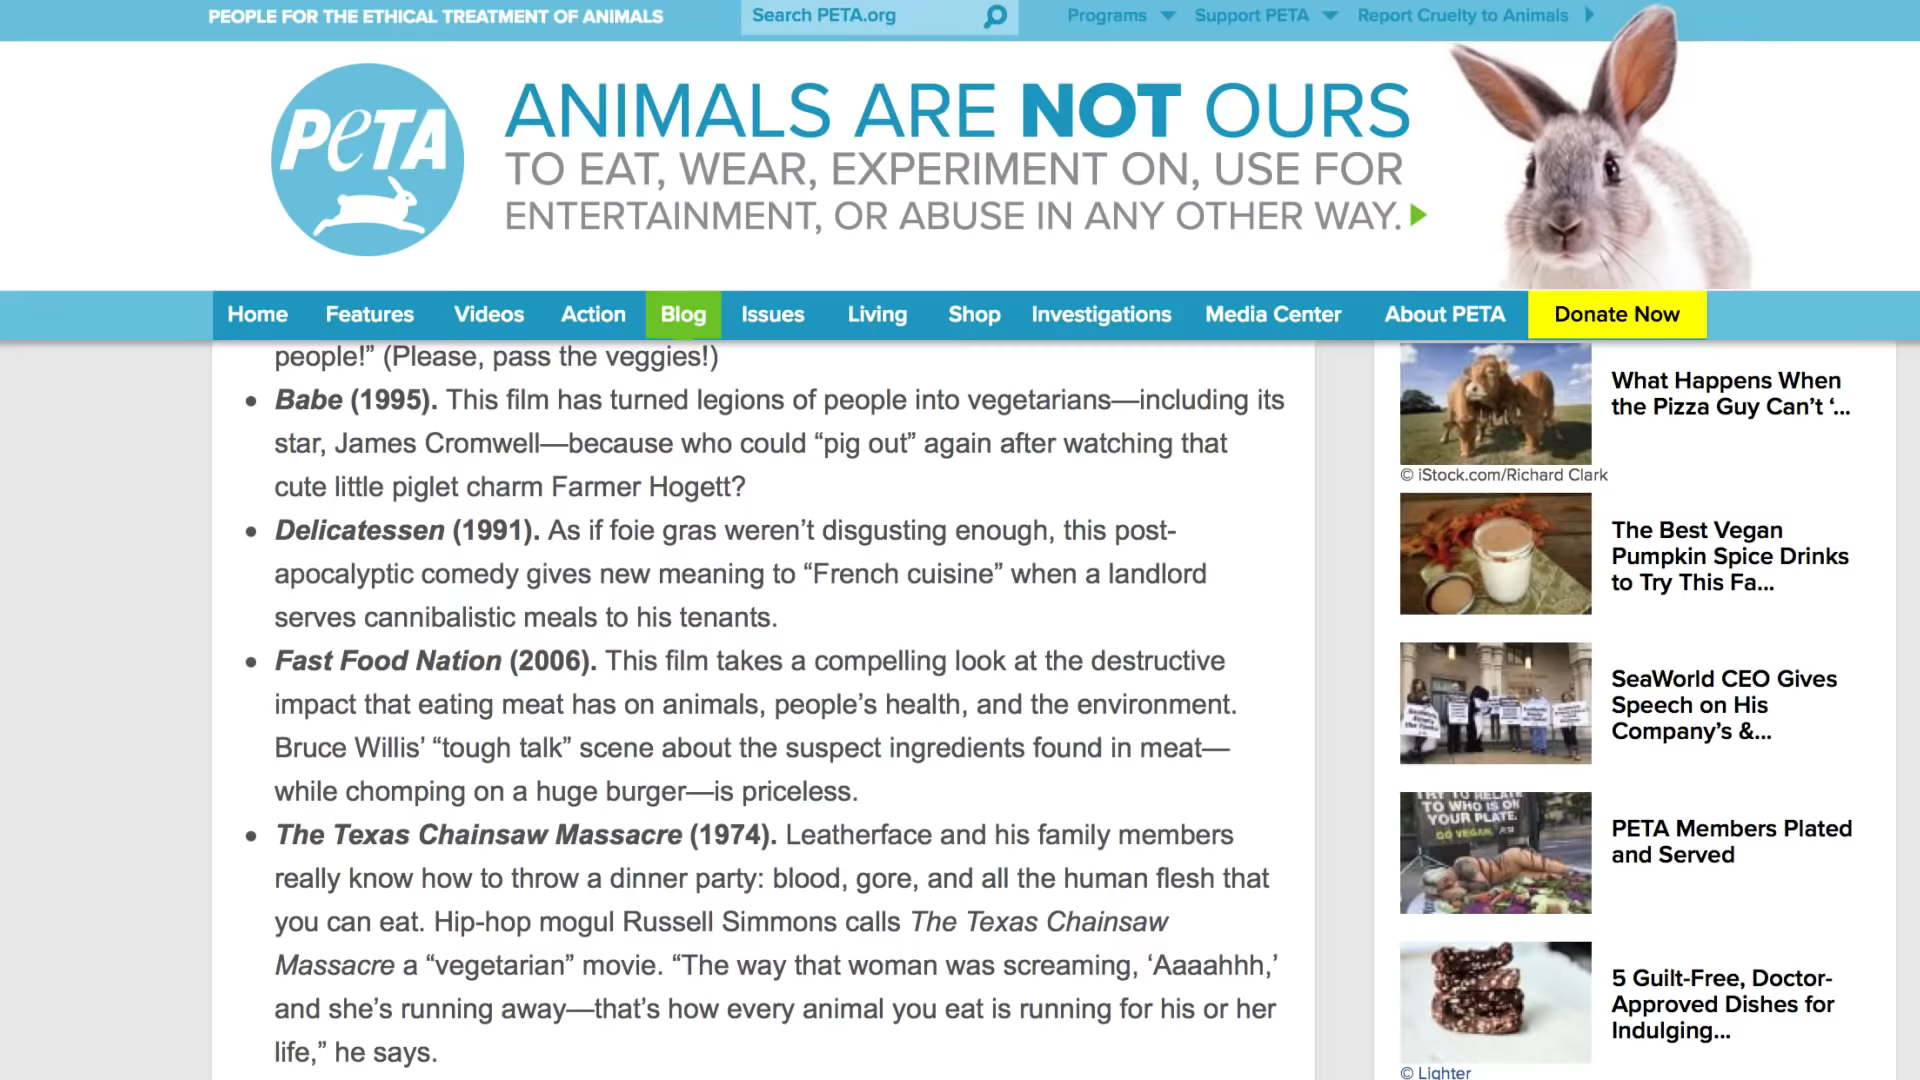 PEOPLE FOR THE ETHICAL TREATMENT OF ANIMALS
Search PETA.org
Programs
Support PETA
Report Cruelty to Animals
PeTA
ANIMALS ARE NOT OURS
TO EAT, WEAR, EXPERIMENT ON, USE FOR
ENTERTAINMENT, OR ABUSE IN ANY OTHER WAY.
Home
Features
Videos
Action
Blog
Issues
Living
Shop
Investigations
Media Center
About PETA
Donate Now
people!” (Please, pass the veggies!)
• Babe (1995). This film has turned legions of people into vegetarians—including its
star, James Cromwell—because who could “pig out” again after watching that
cute little piglet charm Farmer Hogett?
• Delicatessen (1991). As if foie gras weren’t disgusting enough, this post-
apocalyptic comedy gives new meaning to “French cuisine” when a landlord
serves cannibalistic meals to his tenants.
• Fast Food Nation (2006). This film takes a compelling look at the destructive
impact that eating meat has on animals, people’s health, and the environment.
Bruce Willis’ “tough talk” scene about the suspect ingredients found in meat—
while chomping on a huge burger—is priceless.
• The Texas Chainsaw Massacre (1974). Leatherface and his family members
really know how to throw a dinner party: blood, gore, and all the human flesh that
you can eat. Hip-hop mogul Russell Simmons calls The Texas Chainsaw
Massacre a “vegetarian” movie. “The way that woman was screaming, ‘Aaaahhh,’
and she’s running away—that’s how every animal you eat is running for his or her
life,” he says.
What Happens When
the Pizza Guy Can’t ‘...
© iStock.com/Richard Clark
The Best Vegan
Pumpkin Spice Drinks
to Try This Fa...
SeaWorld CEO Gives
Speech on His
Company’s &...
TRY TO RELATE
TO WHO IS ON
YOUR PLATE.
GO VEGAN.
PETA Members Plated
and Served
5 Guilt-Free, Doctor-
Approved Dishes for
Indulging...
© Lighter